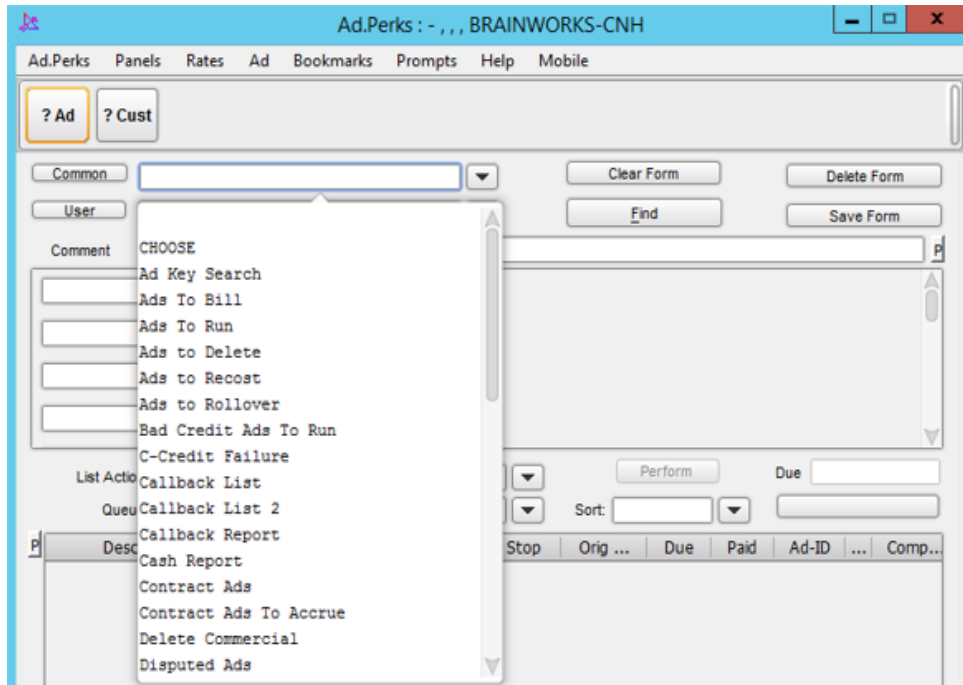 Ad.Perks : - , , , BRAINWORKS-CNH
Ad.Perks Panels Rates Ad Bookmarks Prompts Help Mobile
? Ad ? Cust
Common Clear Form Delete Form
User Find Save Form
Comment P
CHOOSE
Ad Key Search
Ads To Bill
Ads To Run
Ads to Delete
Ads to Recost
Ads to Rollover
Bad Credit Ads To Run
C-Credit Failure
List Actio Perform Due
Callback List
Queu Callback List 2 Sort:
Callback Report
P Desc Stop Orig ... Due Paid Ad-ID ... Comp...
Cash Report
Contract Ads
Contract Ads To Accrue
Delete Commercial
Disputed Ads